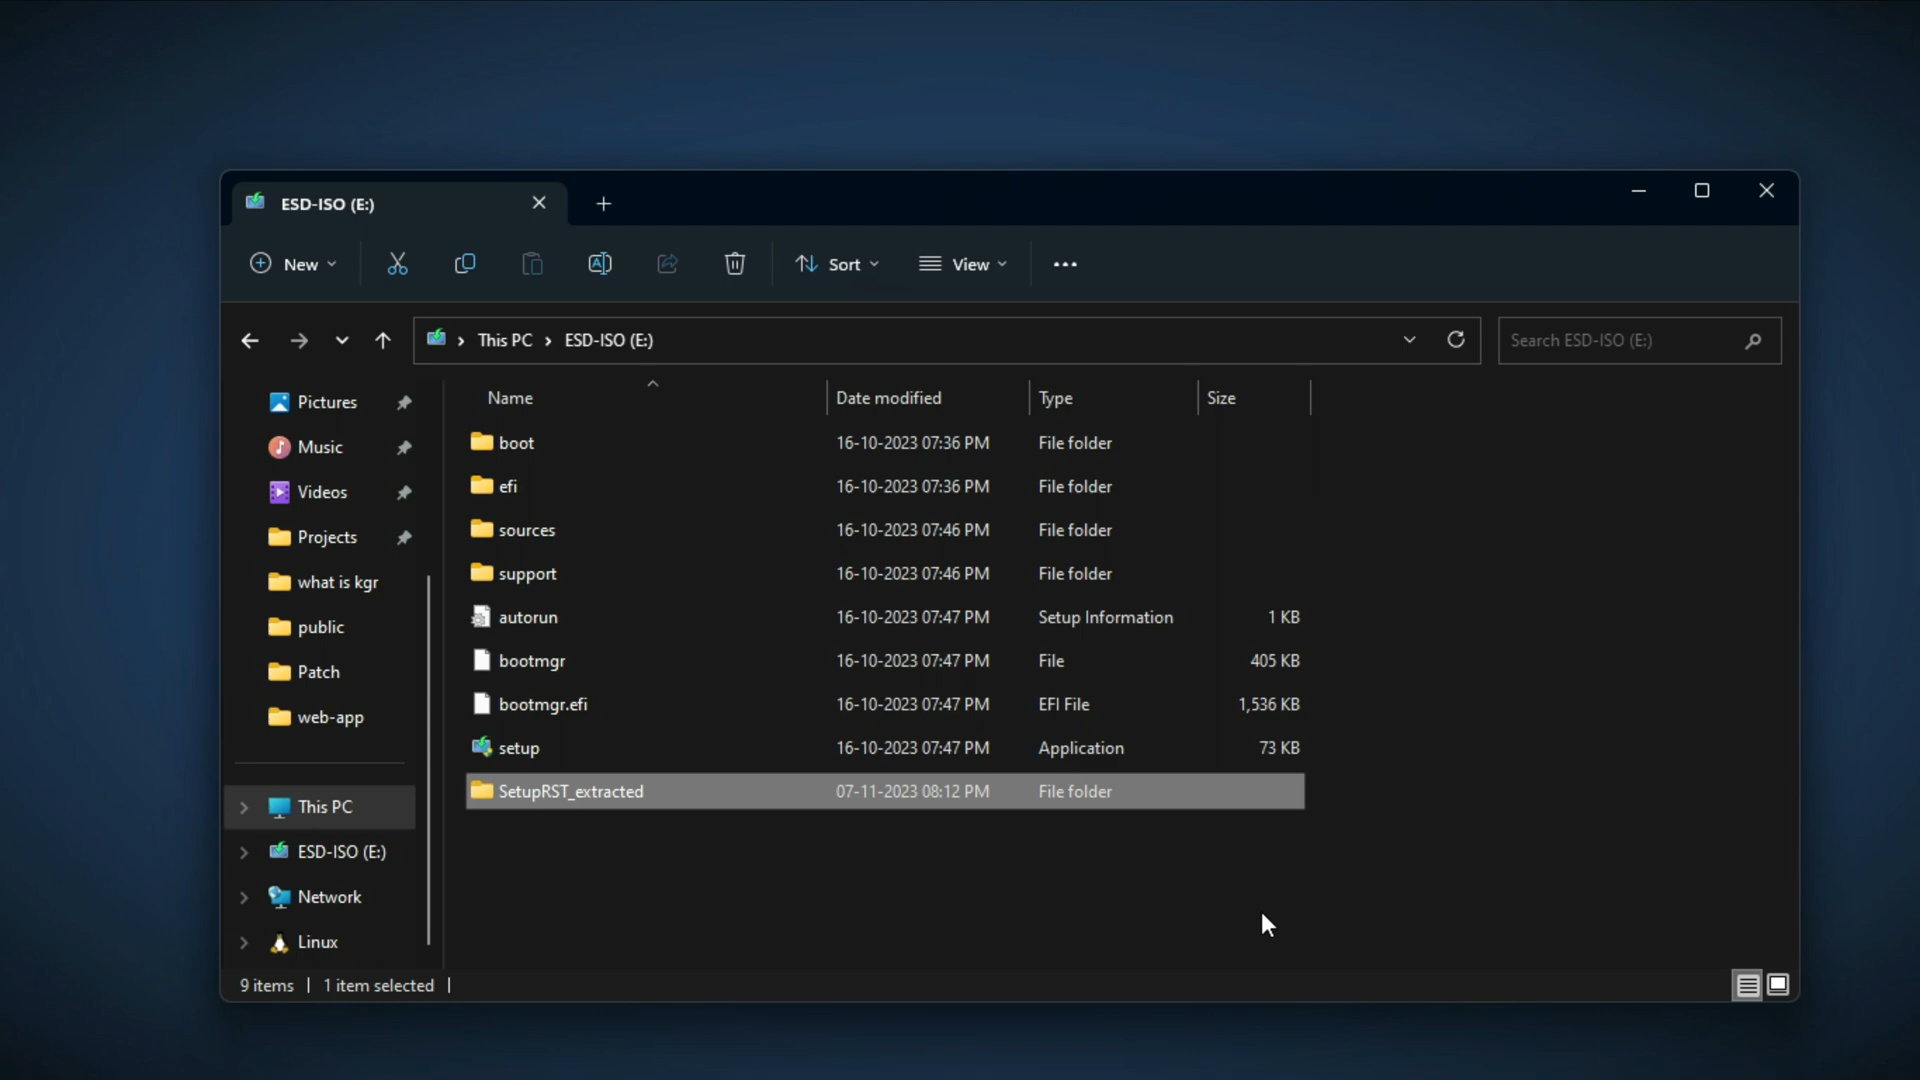 ESD-ISO (E:)
New
Sort
View
This PC > ESD-ISO (E:)
Search ESD-ISO (E:)
Pictures
Music
Videos
Projects
what is kgr
public
Patch
web-app
This PC
ESD-ISO (E:)
Network
Linux
Name Date modified Type Size
boot 16-10-2023 07:36 PM File folder
efi 16-10-2023 07:36 PM File folder
sources 16-10-2023 07:46 PM File folder
support 16-10-2023 07:46 PM File folder
autorun 16-10-2023 07:47 PM Setup Information 1 KB
bootmgr 16-10-2023 07:47 PM File 405 KB
bootmgr.efi 16-10-2023 07:47 PM EFI File 1,536 KB
setup 16-10-2023 07:47 PM Application 73 KB
SetupRST_extracted 07-11-2023 08:12 PM File folder
9 items | 1 item selected |